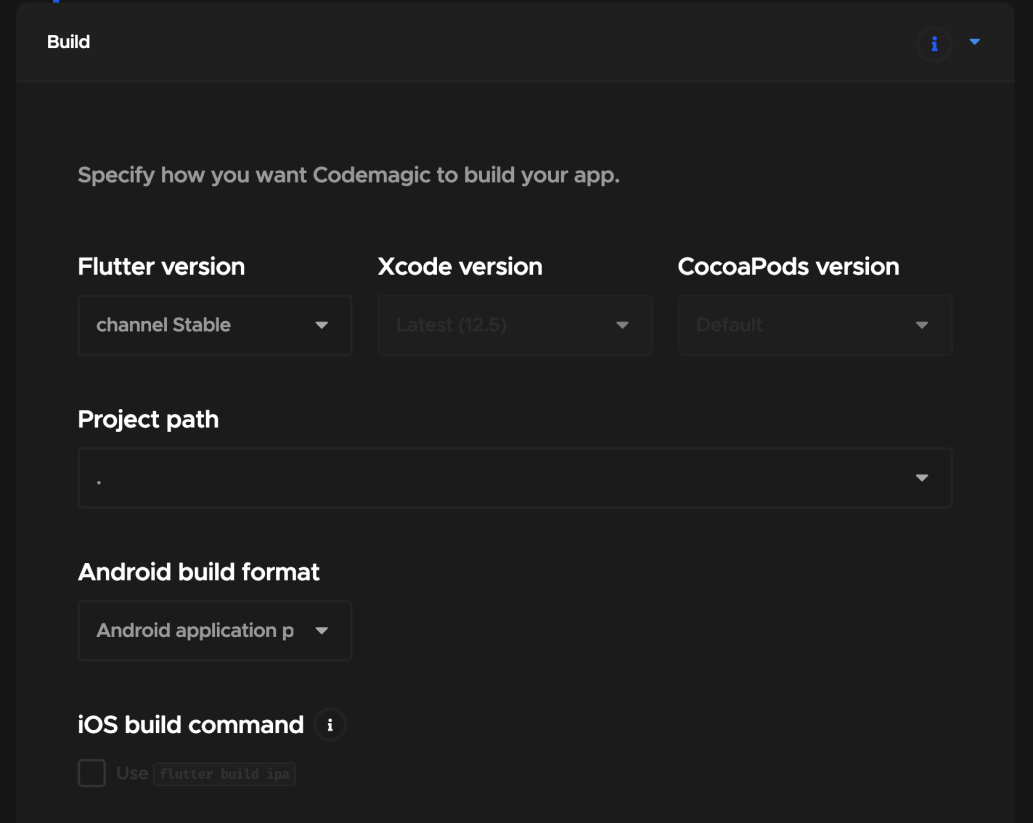 Build
Specify how you want Codemagic to build your app.
Flutter version
Xcode version
CocoaPods version
channel Stable
Latest (12.5)
Default
Project path
.
Android build format
Android application p
iOS build command
Use flutter build ipa